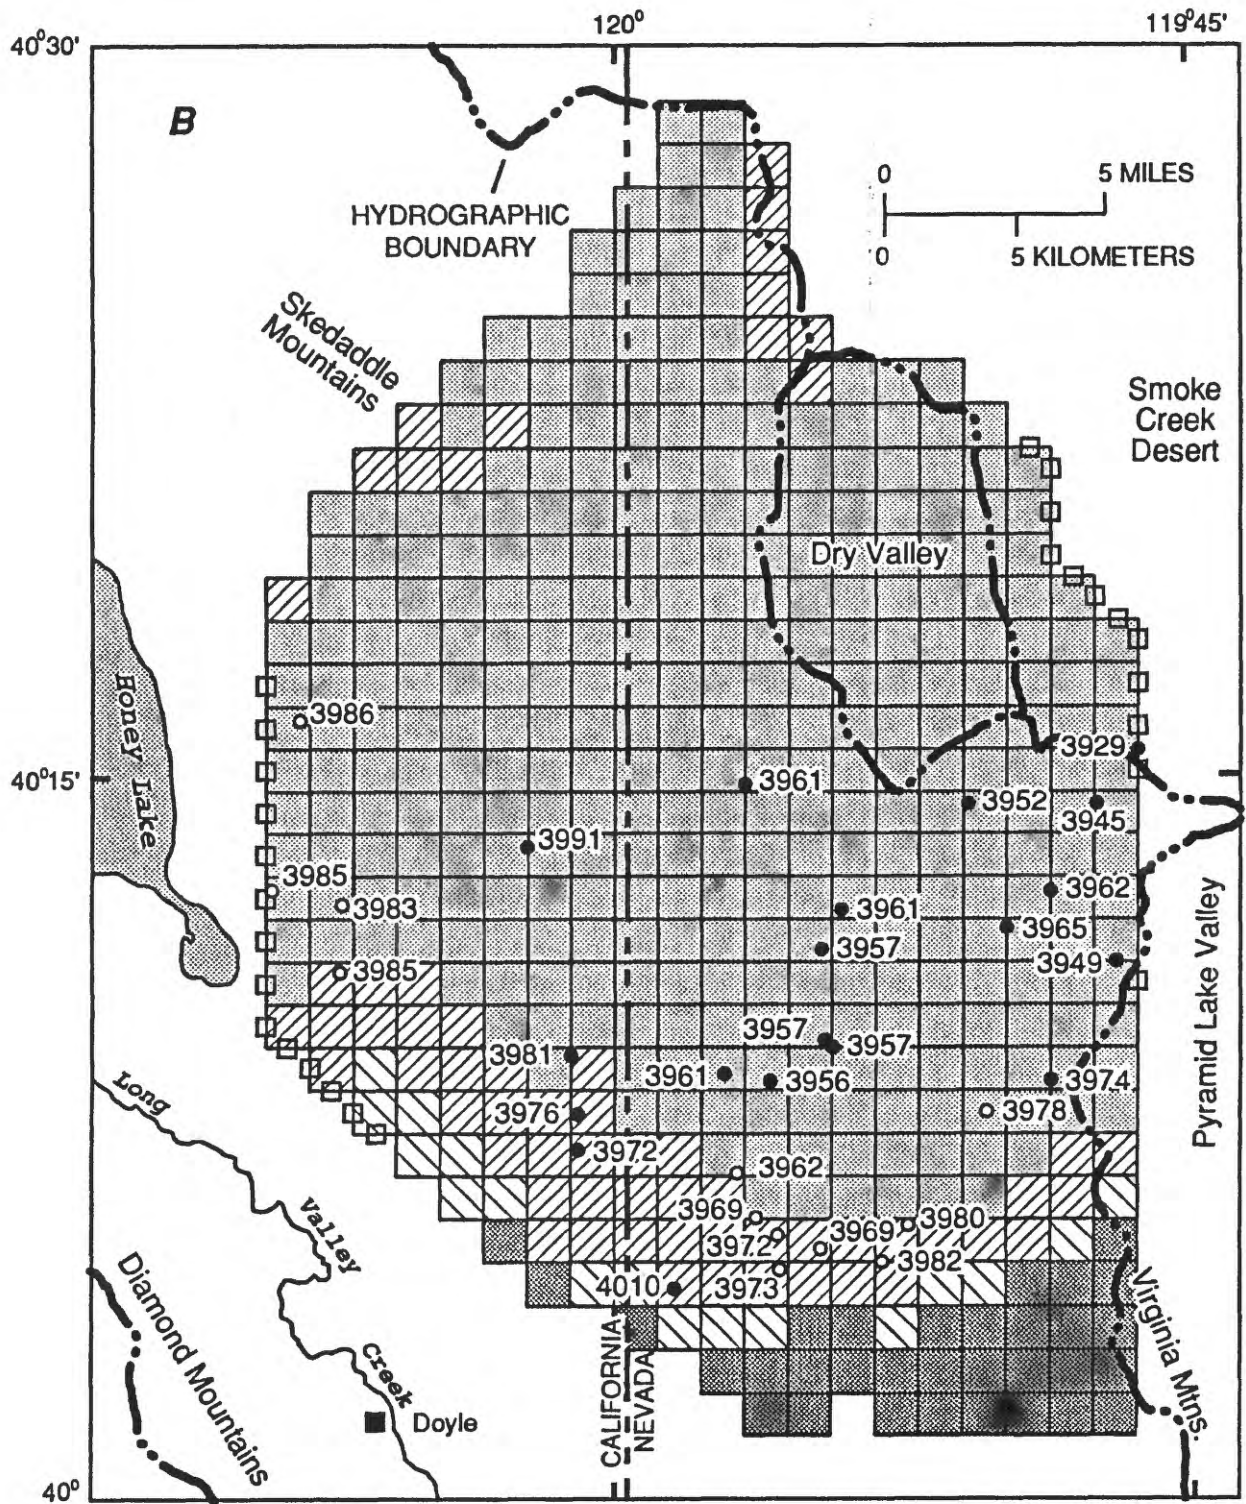 120°
119°45'
40°30'
B
0
5 MILES
0
5 KILOMETERS
HYDROGRAPHIC
BOUNDARY
Skedaddle
Mountains
Smoke
Creek
Desert
Dry Valley
Honey Lake
3986
3929
40°15'
3961
3952
3945
3991
3985
3983
3962
3961
3965
3957
3949
3985
Pyramid Lake Valley
3957
3957
3981
3961
3956
3974
3976
3978
3972
3962
Long
Valley
Creek
3969
3969
3980
3972
3982
3973
4010
Diamond Mountains
CALIFORNIA
NEVADA
Virginia Mtns.
Doyle
40°